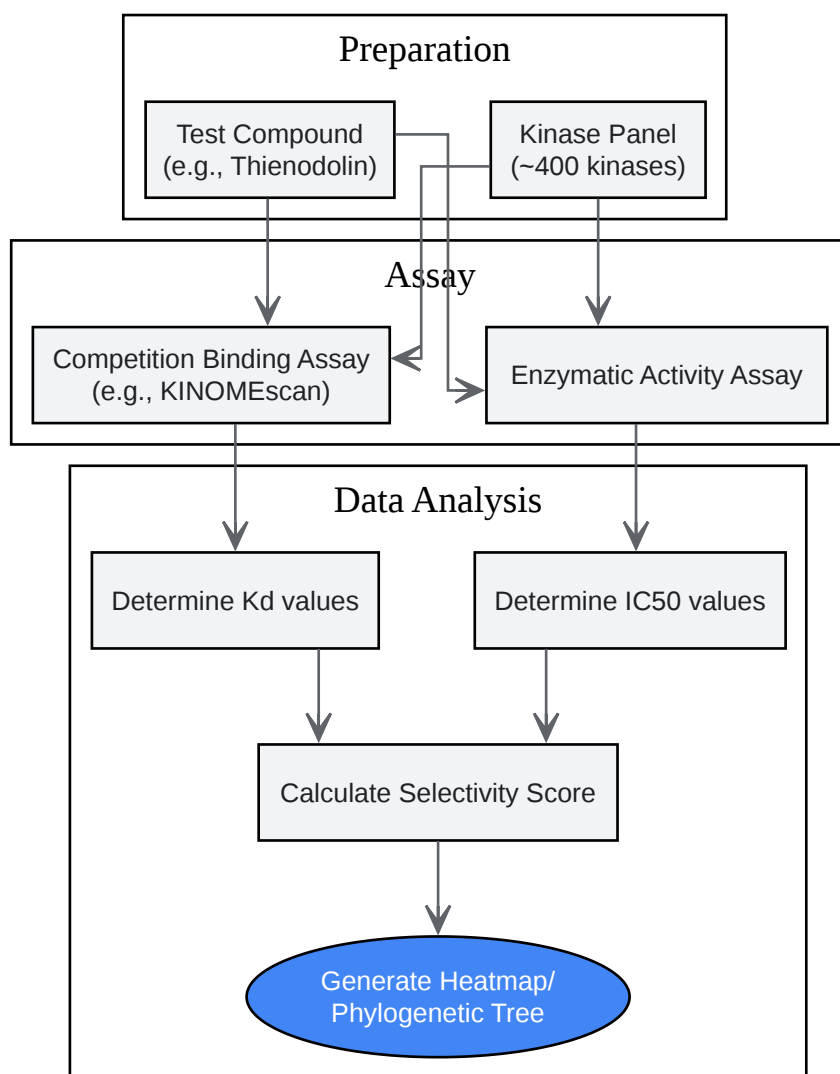 Preparation
Test Compound
(e.g., Thienodolin)
Kinase Panel
(~400 kinases)
Assay
Competition Binding Assay
(e.g., KINOMEscan)
Enzymatic Activity Assay
Data Analysis
Determine Kd values
Determine IC50 values
Calculate Selectivity Score
Generate Heatmap/
Phylogenetic Tree